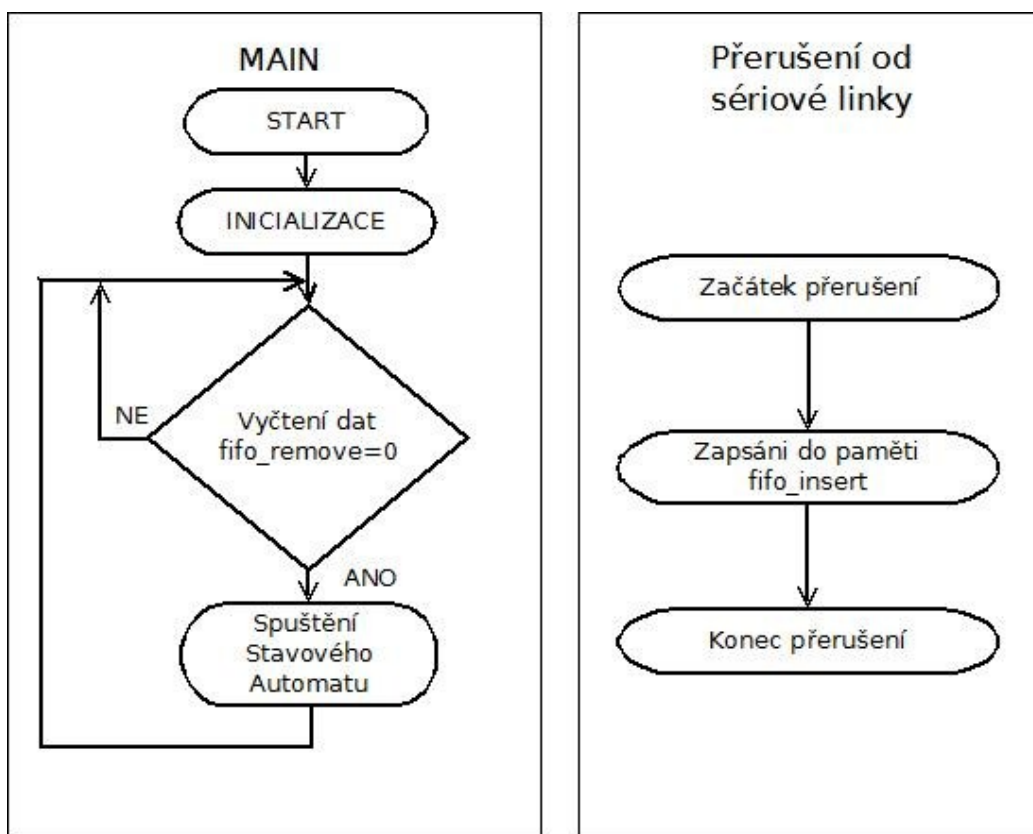 MAIN
START
INICIALIZACE
NE
Vyčtení dat
fifo_remove=0
ANO
Spuštění
Stavového
Automatu
Přerušení od
sériové linky
Začátek přerušení
Zapsáni do paměti
fifo_insert
Konec přerušení